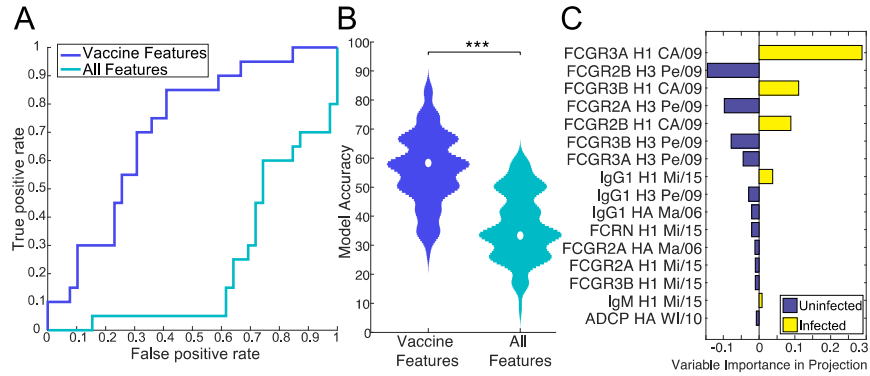 A
Vaccine Features
All Features
1
0.9
0.8
0.7
0.6
0.5
0.4
0.3
0.2
0.1
0
True positive rate
0 0.1 0.2 0.3 0.4 0.5 0.6 0.7 0.8 0.9 1
False positive rate
B
***
100
90
80
70
60
50
40
30
20
10
0
Model Accuracy
Vaccine Features
All Features
C
FCGR3A H1 CA/09
FCGR2B H3 Pe/09
FCGR3B H1 CA/09
FCGR2A H3 Pe/09
FCGR2B H1 CA/09
FCGR3B H3 Pe/09
FCGR3A H3 Pe/09
IgG1 H1 Mi/15
IgG1 H3 Pe/09
IgG1 HA Ma/06
FCRN H1 Mi/15
FCGR2A HA Ma/06
FCGR2A H1 Mi/15
FCGR3B H1 Mi/15
IgM H1 Mi/15
ADCP HA WI/10
Uninfected
Infected
-0.1 0 0.1 0.2 0.3
Variable Importance in Projection